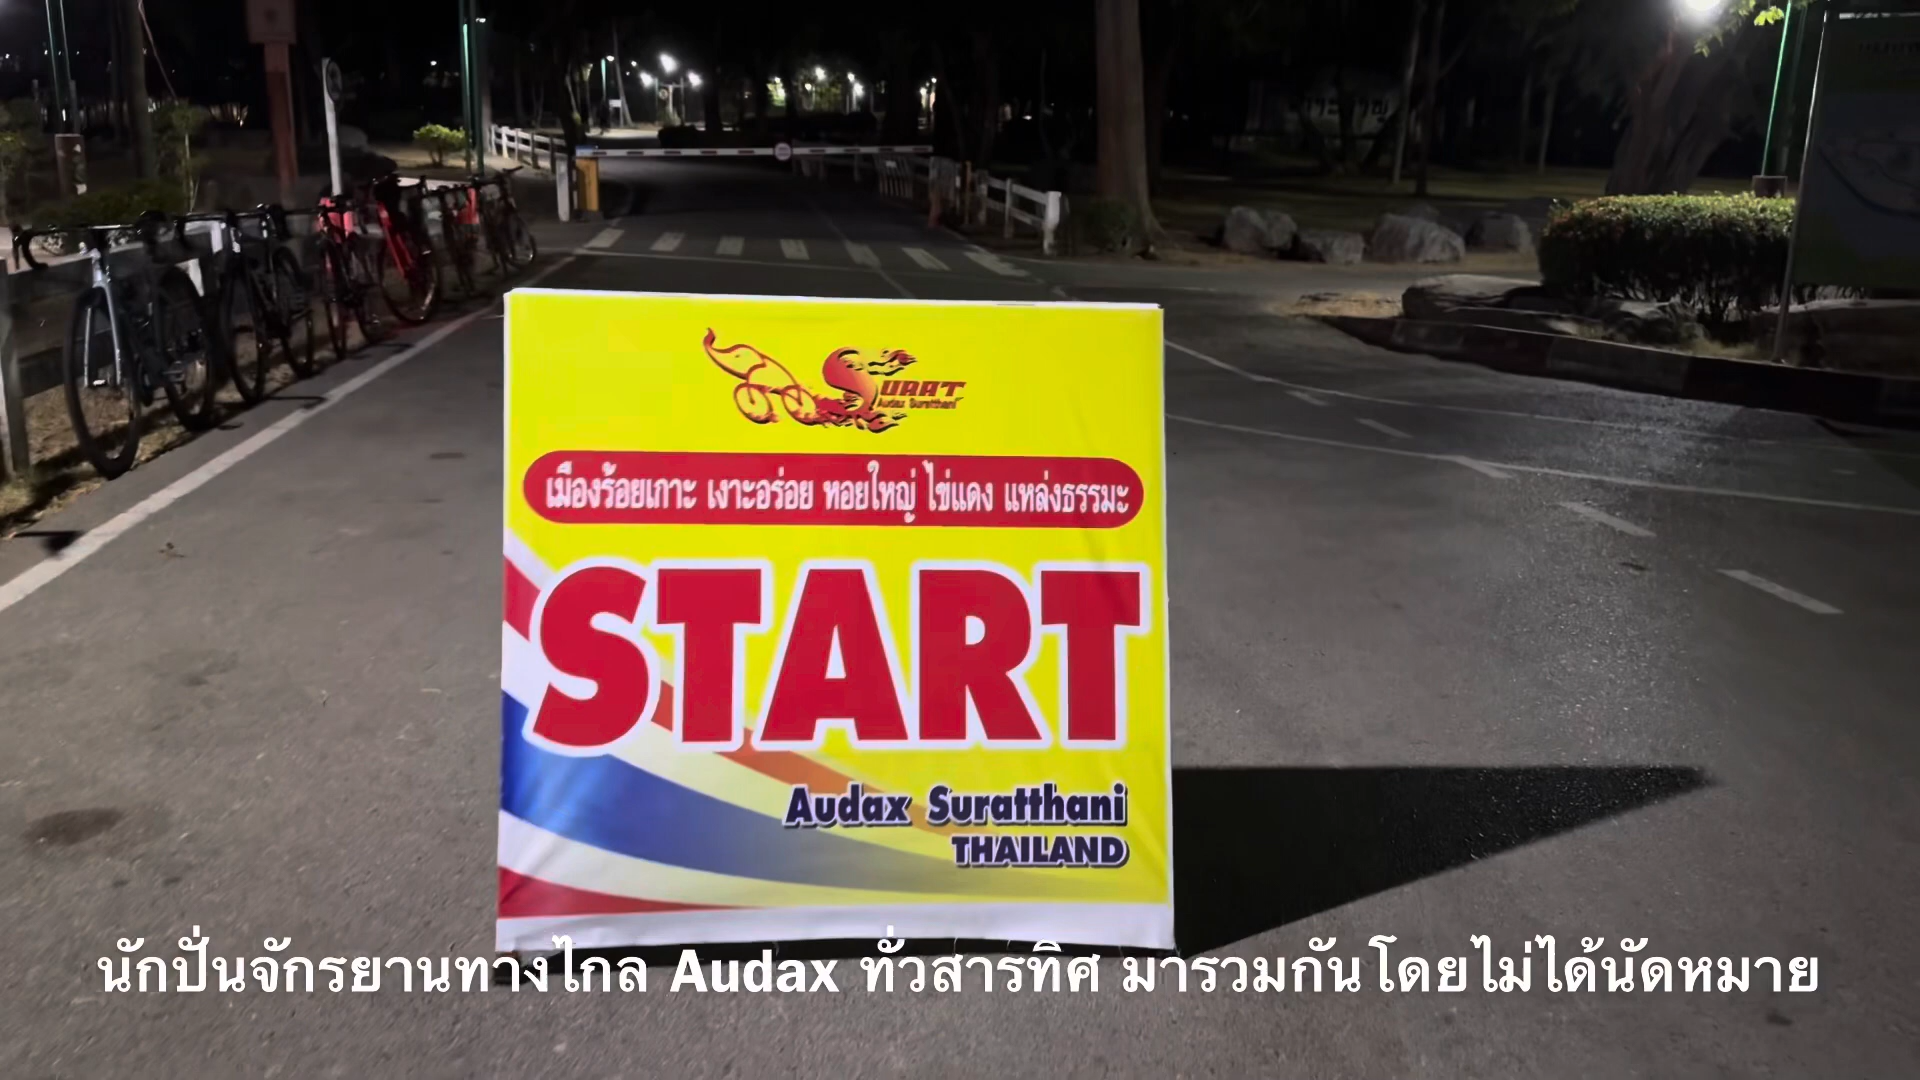 SURAT
Audax Suratthani
เมืองร้อยเกาะ เงาะอร่อย หอยใหญ่ ไข่แดง แหล่งธรรมะ
START
Audax Suratthani
THAILAND
นักปั่นจักรยานทางไกล Audax ทั่วสารทิศ มารวมกันโดยไม่ได้นัดหมาย